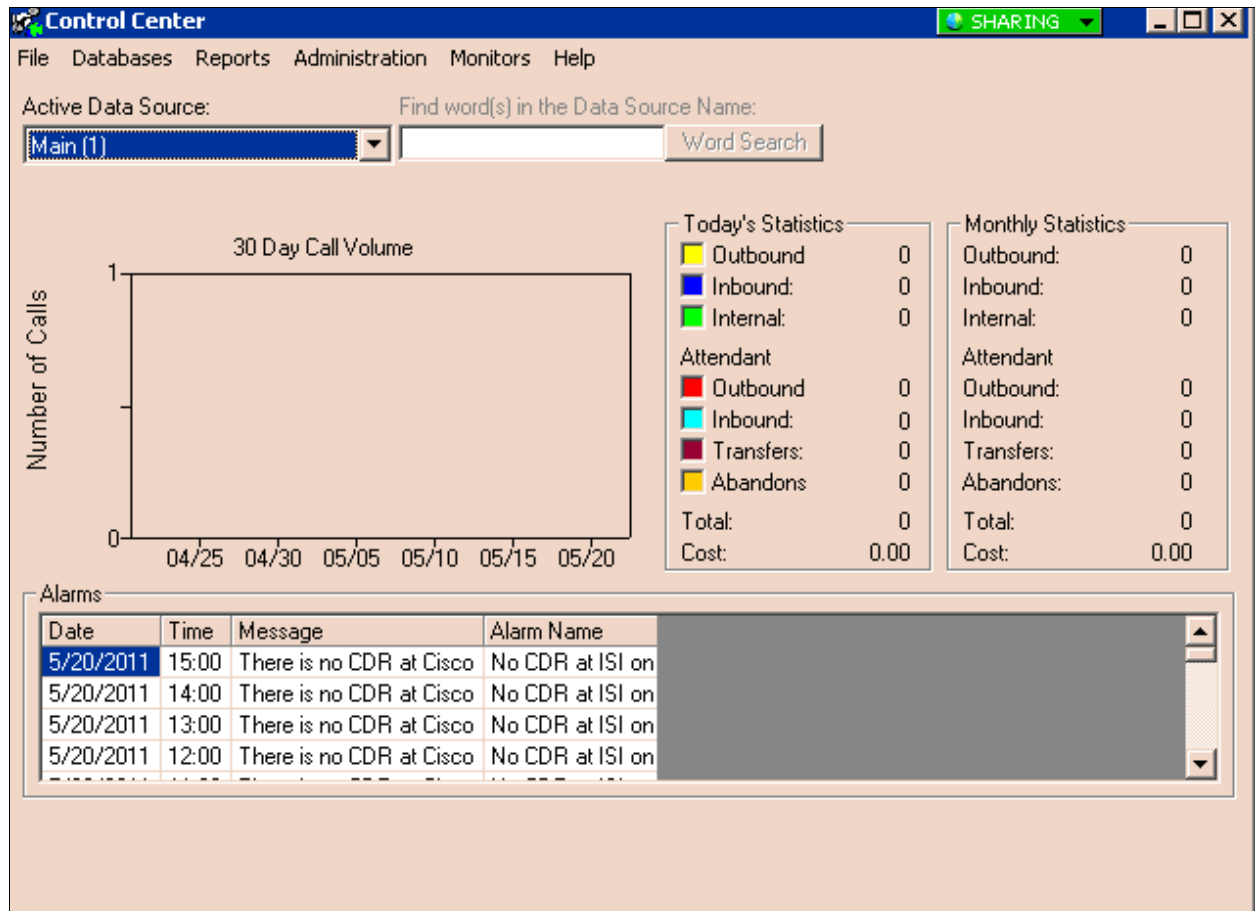 Control Center
SHARING
File Databases Reports Administration Monitors Help
Active Data Source:
Find word(s) in the Data Source Name:
Main (1)
Word Search
30 Day Call Volume
Number of Calls
1
0
04/25 04/30 05/05 05/10 05/15 05/20
Today's Statistics
Outbound 0
Inbound: 0
Internal: 0
Attendant
Outbound 0
Inbound: 0
Transfers: 0
Abandons 0
Total: 0
Cost: 0.00
Monthly Statistics
Outbound: 0
Inbound: 0
Internal: 0
Attendant
Outbound: 0
Inbound: 0
Transfers: 0
Abandons: 0
Total: 0
Cost: 0.00
Alarms
Date Time Message Alarm Name
5/20/2011 15:00 There is no CDR at Cisco No CDR at ISI on
5/20/2011 14:00 There is no CDR at Cisco No CDR at ISI on
5/20/2011 13:00 There is no CDR at Cisco No CDR at ISI on
5/20/2011 12:00 There is no CDR at Cisco No CDR at ISI on